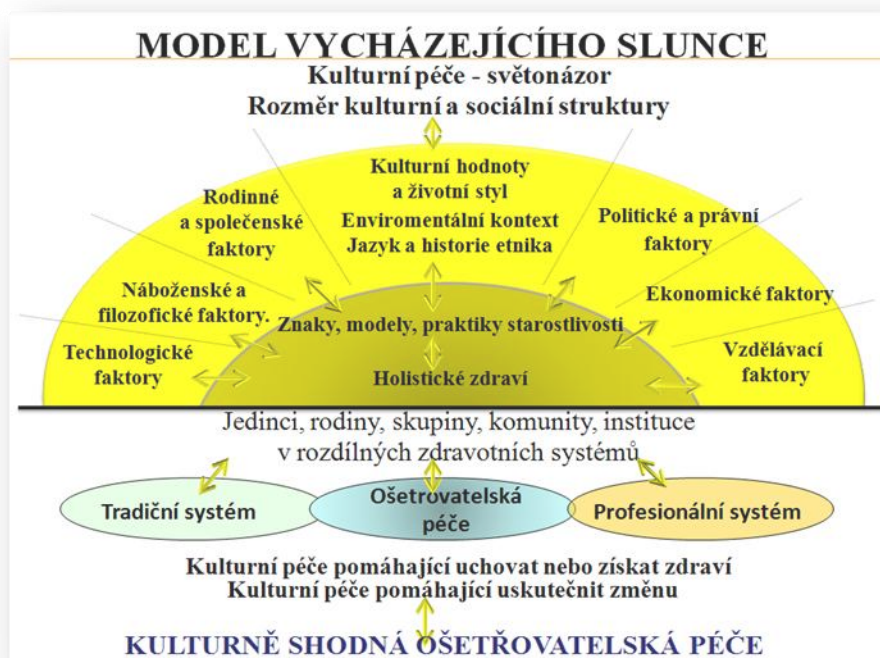 MODEL VYCHÁZEJÍCÍHO SLUNCE
Kulturní péče - světonázor
Rozměr kulturní a sociální struktury
Kulturní hodnoty
a životní styl
Enviromentální kontext
Jazyk a historie etnika
Rodinné
a společenské
faktory
Politické a právní
faktory
Náboženské a
filozofické faktory.
Ekonomické faktory
Technologické
faktory
Vzdělávací
faktory
Znaky, modely, praktiky starostlivosti
Holistické zdraví
Jedinci, rodiny, skupiny, komunity, instituce
v rozdílných zdravotních systémů
Tradiční systém
Ošetrovatelská
péče
Profesionální systém
Kulturní péče pomáhající uchovat nebo získat zdraví
Kulturní péče pomáhající uskutečnit změnu
KULTURNĚ SHODNÁ OŠETŘOVATELSKÁ PÉČE